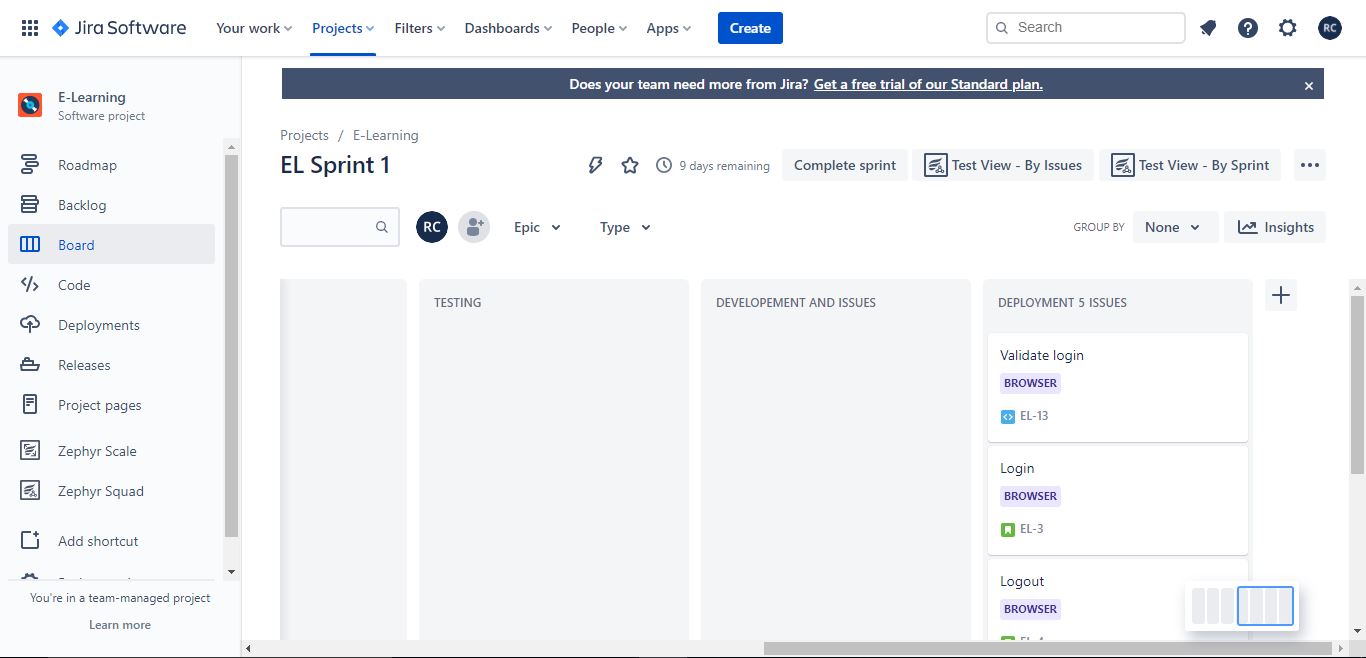 Jira Software
Your work
Projects
Filters
Dashboards
People
Apps
Create
Search
RC
E-Learning
Software project
Roadmap
Backlog
Board
Code
Deployments
Releases
Project pages
Zephyr Scale
Zephyr Squad
Add shortcut
You're in a team-managed project
Learn more
Does your team need more from Jira? Get a free trial of our Standard plan.
Projects / E-Learning
EL Sprint 1
9 days remaining
Complete sprint
Test View - By Issues
Test View - By Sprint
RC
Epic
Type
GROUP BY
None
Insights
TESTING
DEVELOPEMENT AND ISSUES
DEPLOYMENT 5 ISSUES
Validate login
BROWSER
EL-13
Login
BROWSER
EL-3
Logout
BROWSER